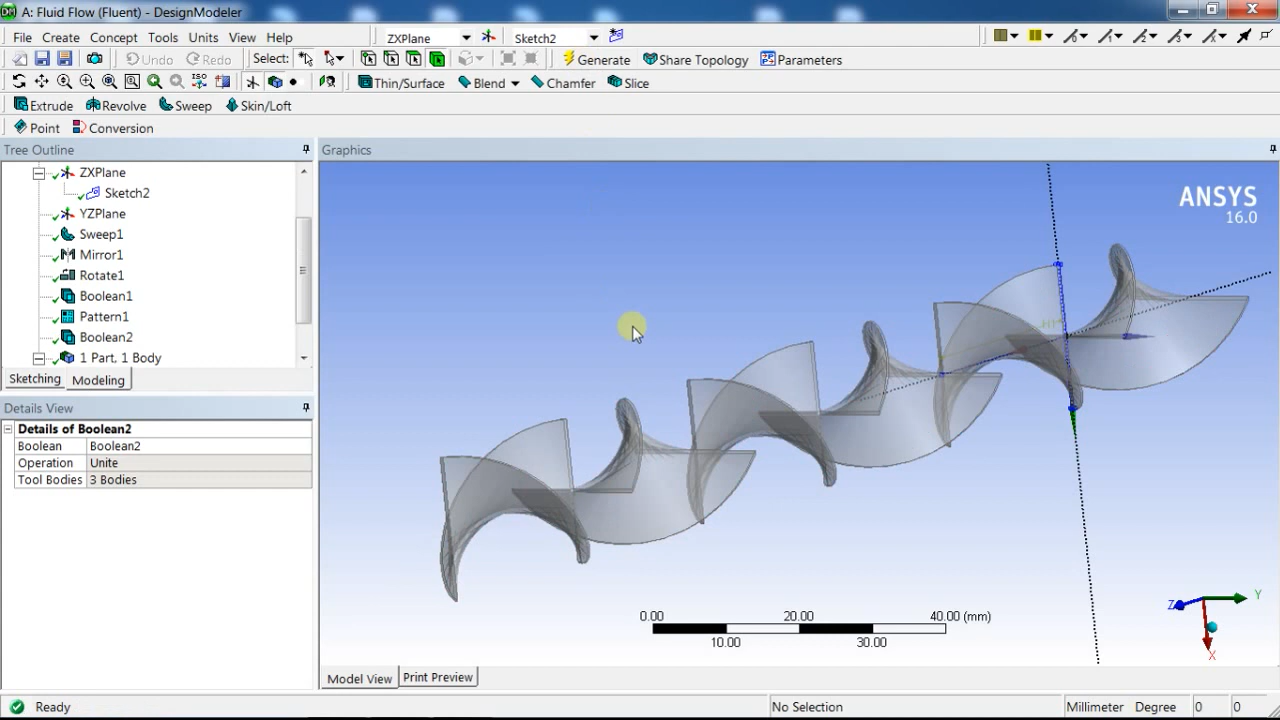 A: Fluid Flow (Fluent) - DesignModeler
File Create Concept Tools Units View Help
ZXPlane Sketch2
Undo Redo Select: Generate Share Topology Parameters
ISO Thin/Surface Blend Chamfer Slice
Extrude Revolve Sweep Skin/Loft
Point Conversion
Tree Outline
ZXPlane
Sketch2
YZPlane
Sweep1
Mirror1
Rotate1
Boolean1
Pattern1
Boolean2
1 Part, 1 Body
Sketching Modeling
Details View
Details of Boolean2
Boolean Boolean2
Operation Unite
Tool Bodies 3 Bodies
Graphics
ANSYS
16.0
H1
0.00 20.00 40.00 (mm)
10.00 30.00
Z Y
X
Model View Print Preview
Ready No Selection Millimeter Degree 0 0